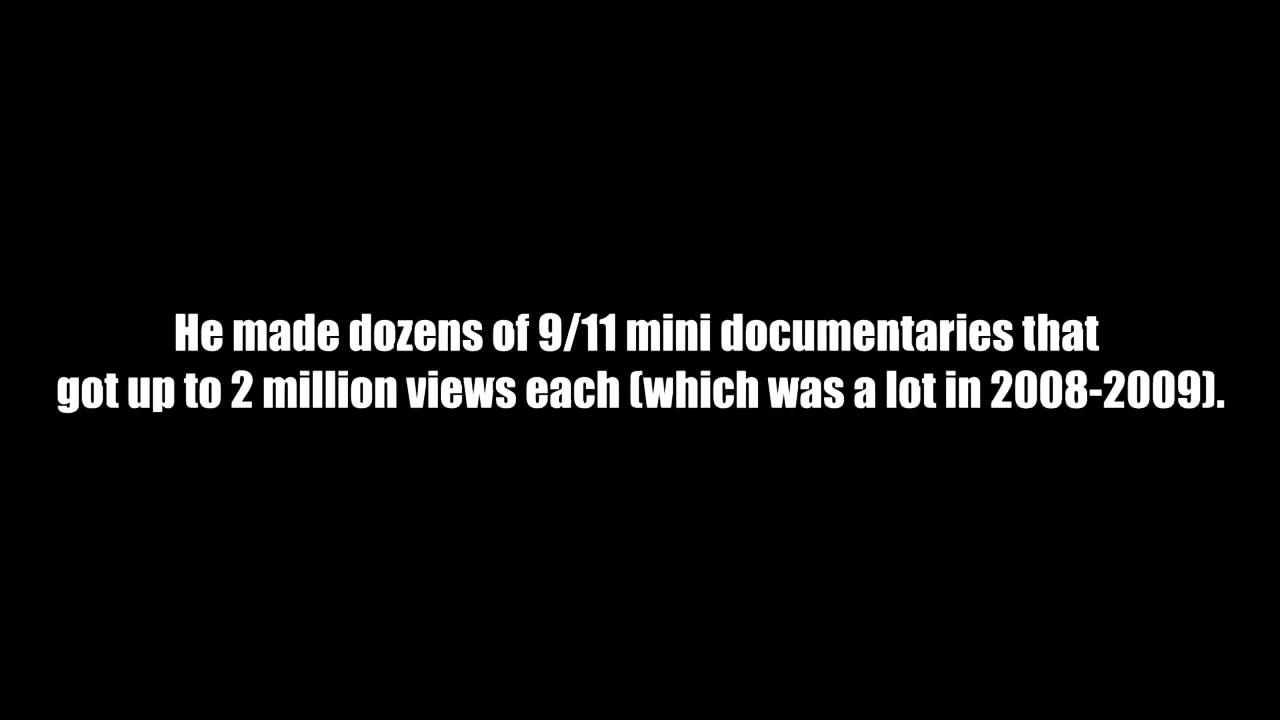 He made dozens of 9/11 mini documentaries that
got up to 2 million views each (which was a lot in 2008-2009).